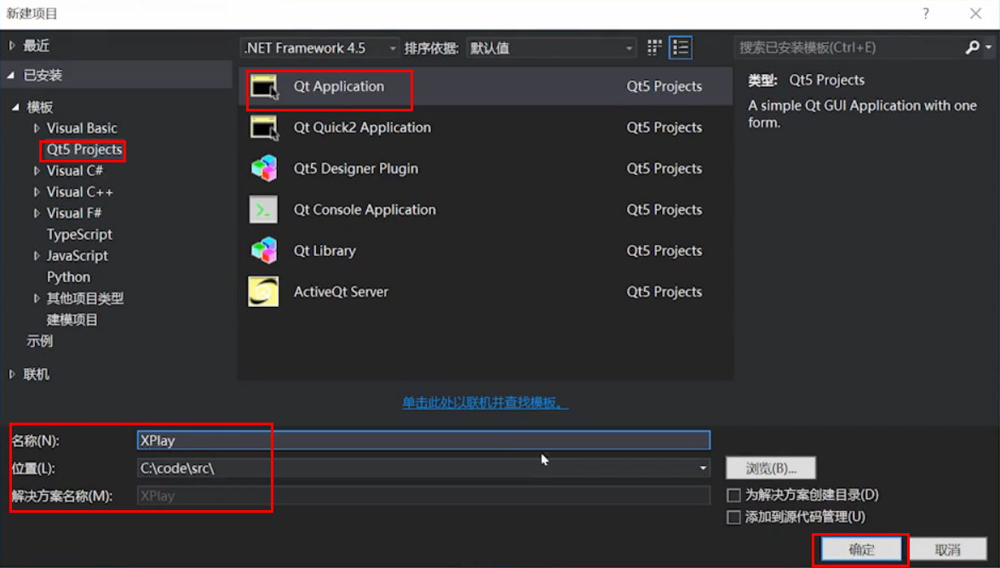 新建项目
?
最近
.NET Framework 4.5
排序依据:
默认值
搜索已安装模板(Ctrl+E)
已安装
模板
Visual Basic
Qt5 Projects
Visual C#
Visual C++
Visual F#
TypeScript
JavaScript
Python
其他项目类型
建模项目
示例
联机
Qt Application Qt5 Projects
Qt Quick2 Application Qt5 Projects
Qt5 Designer Plugin Qt5 Projects
Qt Console Application Qt5 Projects
Qt Library Qt5 Projects
ActiveQt Server Qt5 Projects
类型: Qt5 Projects
A simple Qt GUI Application with one
form.
单击此处以联机并查找模板。
名称(N): XPlay
位置(L): C:\code\src\
浏览(B)...
解决方案名称(M): XPlay
为解决方案创建目录(D)
添加到源代码管理(U)
确定
取消